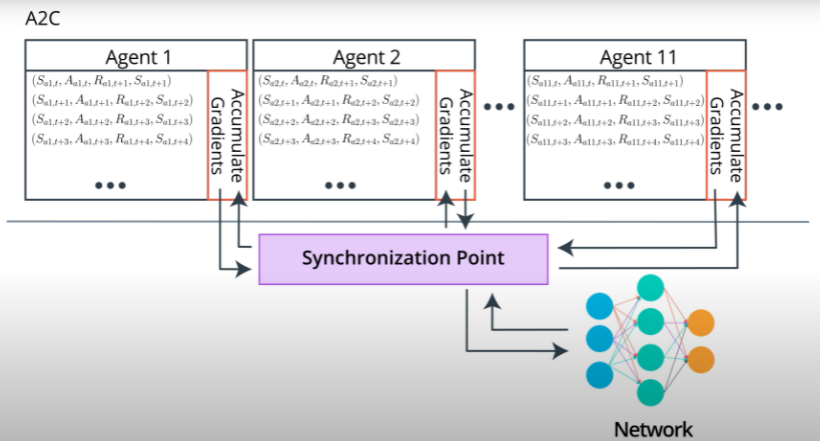 A2C
Agent 1
(S_{a1,t}, A_{a1,t}, R_{a1,t+1}, S_{a1,t+1})
(S_{a1,t+1}, A_{a1,t+1}, R_{a1,t+2}, S_{a1,t+2})
(S_{a1,t+2}, A_{a1,t+2}, R_{a1,t+3}, S_{a1,t+3})
(S_{a1,t+3}, A_{a1,t+3}, R_{a1,t+4}, S_{a1,t+4})
•••
Accumulate
Gradients
Agent 2
(S_{a2,t}, A_{a2,t}, R_{a2,t+1}, S_{a2,t+1})
(S_{a2,t+1}, A_{a2,t+1}, R_{a2,t+2}, S_{a2,t+2})
(S_{a2,t+2}, A_{a2,t+2}, R_{a2,t+3}, S_{a2,t+3})
(S_{a2,t+3}, A_{a2,t+3}, R_{a2,t+4}, S_{a2,t+4})
•••
Accumulate
Gradients
•••
Agent 11
(S_{a11,t}, A_{a11,t}, R_{a11,t+1}, S_{a11,t+1})
(S_{a11,t+1}, A_{a11,t+1}, R_{a11,t+2}, S_{a11,t+2})
(S_{a11,t+2}, A_{a11,t+2}, R_{a11,t+3}, S_{a11,t+3})
(S_{a11,t+3}, A_{a11,t+3}, R_{a11,t+4}, S_{a11,t+4})
•••
Accumulate
Gradients
•••
Synchronization Point
Network